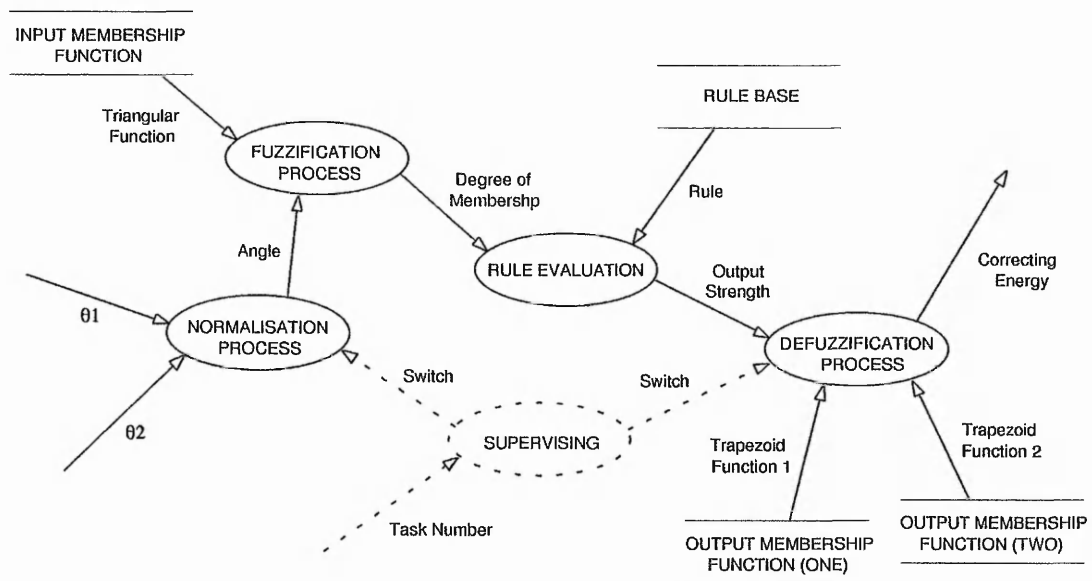 INPUT MEMBERSHIP
FUNCTION
Triangular
Function
FUZZIFICATION
PROCESS
Degree of
Membershp
RULE BASE
Rule
Angle
RULE EVALUATION
Output
Strength
Correcting
Energy
θ1
NORMALISATION
PROCESS
DEFUZZIFICATION
PROCESS
Switch
Switch
θ2
SUPERVISING
Task Number
Trapezoid
Function 1
Trapezoid
Function 2
OUTPUT MEMBERSHIP
FUNCTION (ONE)
OUTPUT MEMBERSHIP
FUNCTION (TWO)